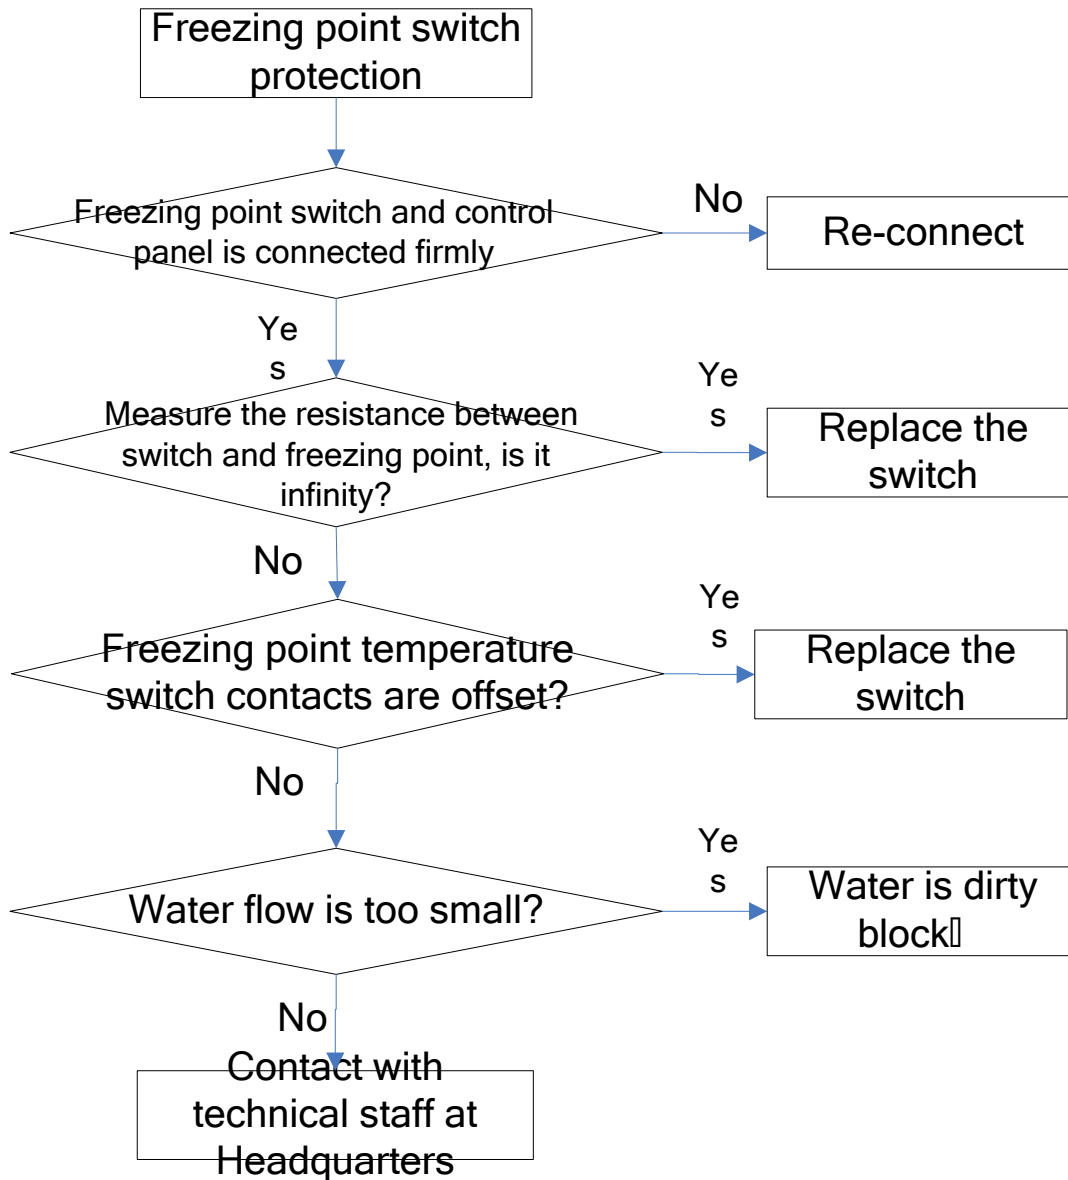 Freezing point switch
protection
Freezing point switch and control
panel is connected firmly
No
Re-connect
Ye
s
Measure the resistance between
switch and freezing point, is it
infinity?
Ye
s
Replace the
switch
No
Freezing point temperature
switch contacts are offset?
Ye
s
Replace the
switch
No
Water flow is too small?
Ye
s
Water is dirty
block▯
No
Contact with
technical staff at
Headquarters